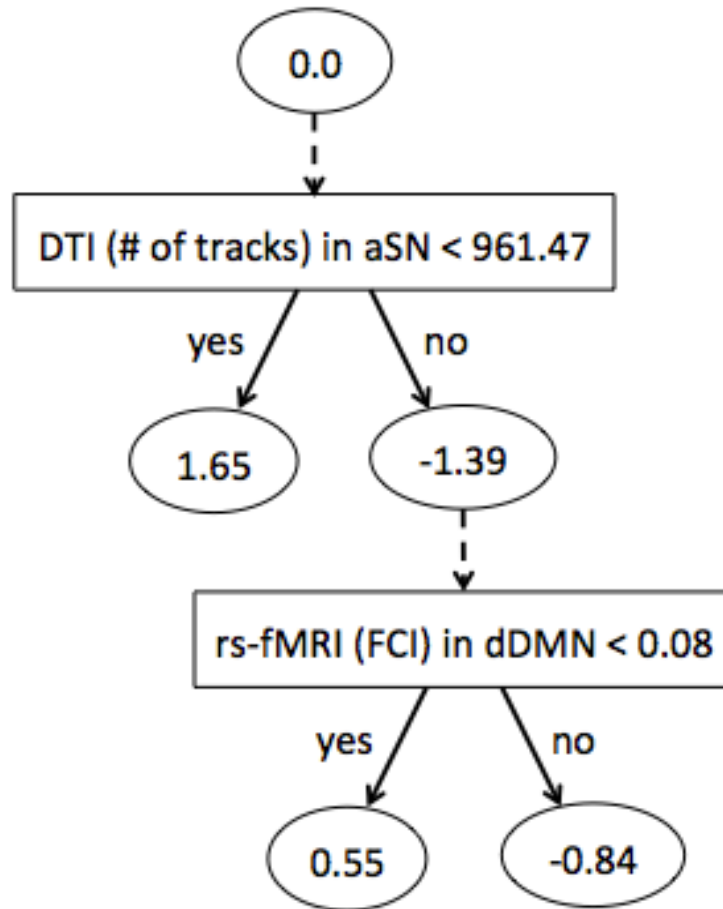 0.0
DTI (# of tracks) in aSN < 961.47
yes
no
1.65
-1.39
rs-fMRI (FCI) in dDMN < 0.08
yes
no
0.55
-0.84